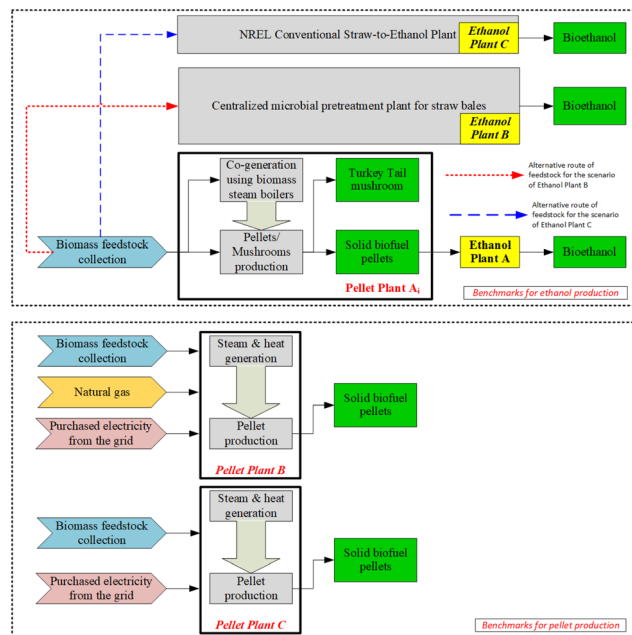 NREL Conventional Straw-to-Ethanol Plant
Ethanol
Plant C
Bioethanol
Centralized microbial pretreatment plant for straw bales
Ethanol
Plant B
Bioethanol
Co-generation
using biomass
steam boilers
Turkey Tail
mushroom
Alternative route of
feedstock for the scenario
of Ethanol Plant B
Alternative route of
feedstock for the scenario
of Ethanol Plant C
Biomass feedstock
collection
Pellets/
Mushrooms
production
Solid biofuel
pellets
Ethanol
Plant A
Bioethanol
Pellet Plant Ai
Benchmarks for ethanol production
Biomass feedstock
collection
Steam & heat
generation
Natural gas
Solid biofuel
pellets
Purchased electricity
from the grid
Pellet
production
Pellet Plant B
Steam & heat
generation
Biomass feedstock
collection
Solid biofuel
pellets
Purchased electricity
from the grid
Pellet
production
Pellet Plant C
Benchmarks for pellet production